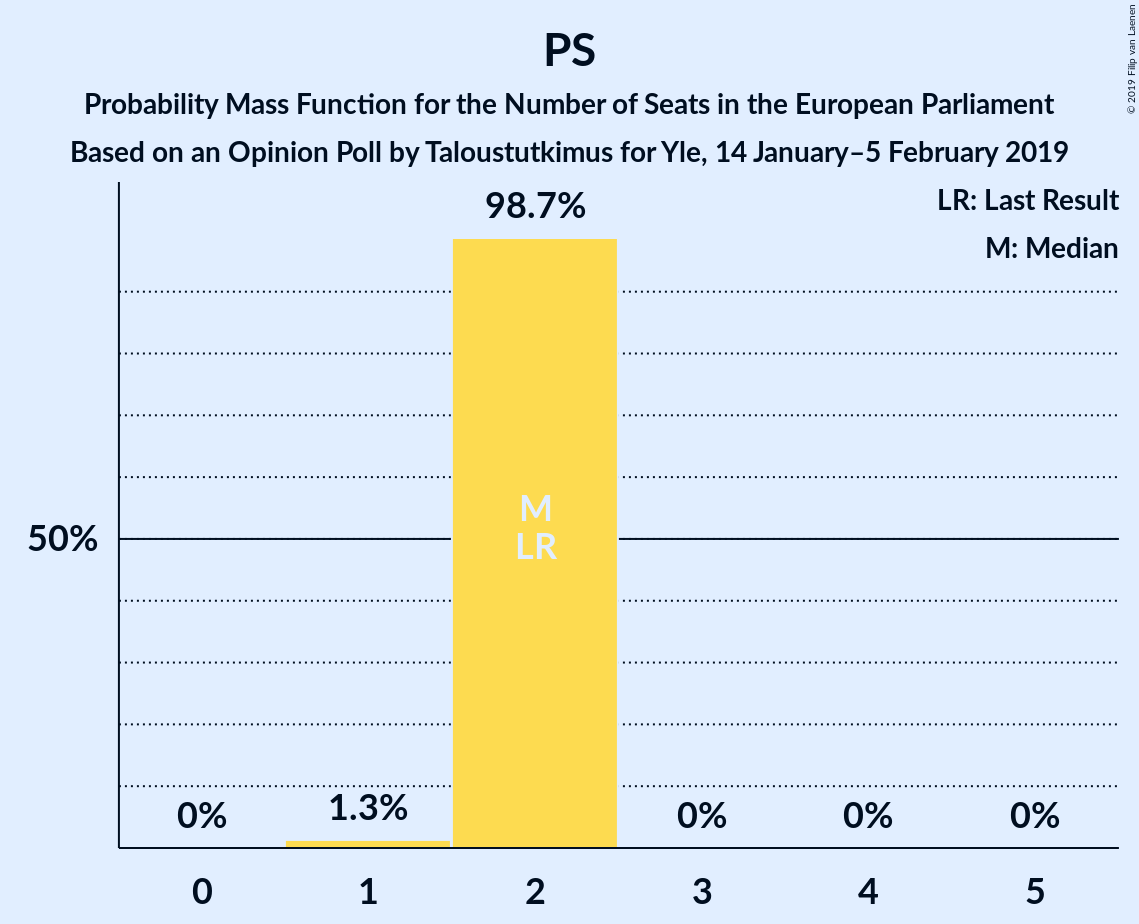 PS
Probability Mass Function for the Number of Seats in the European Parliament
Based on an Opinion Poll by Taloustutkimus for Yle, 14 January–5 February 2019
© 2019 Filip van Laenen
LR: Last Result
M: Median
98.7%
M
LR
50%
0%
1.3%
0%
0%
0%
0
1
2
3
4
5